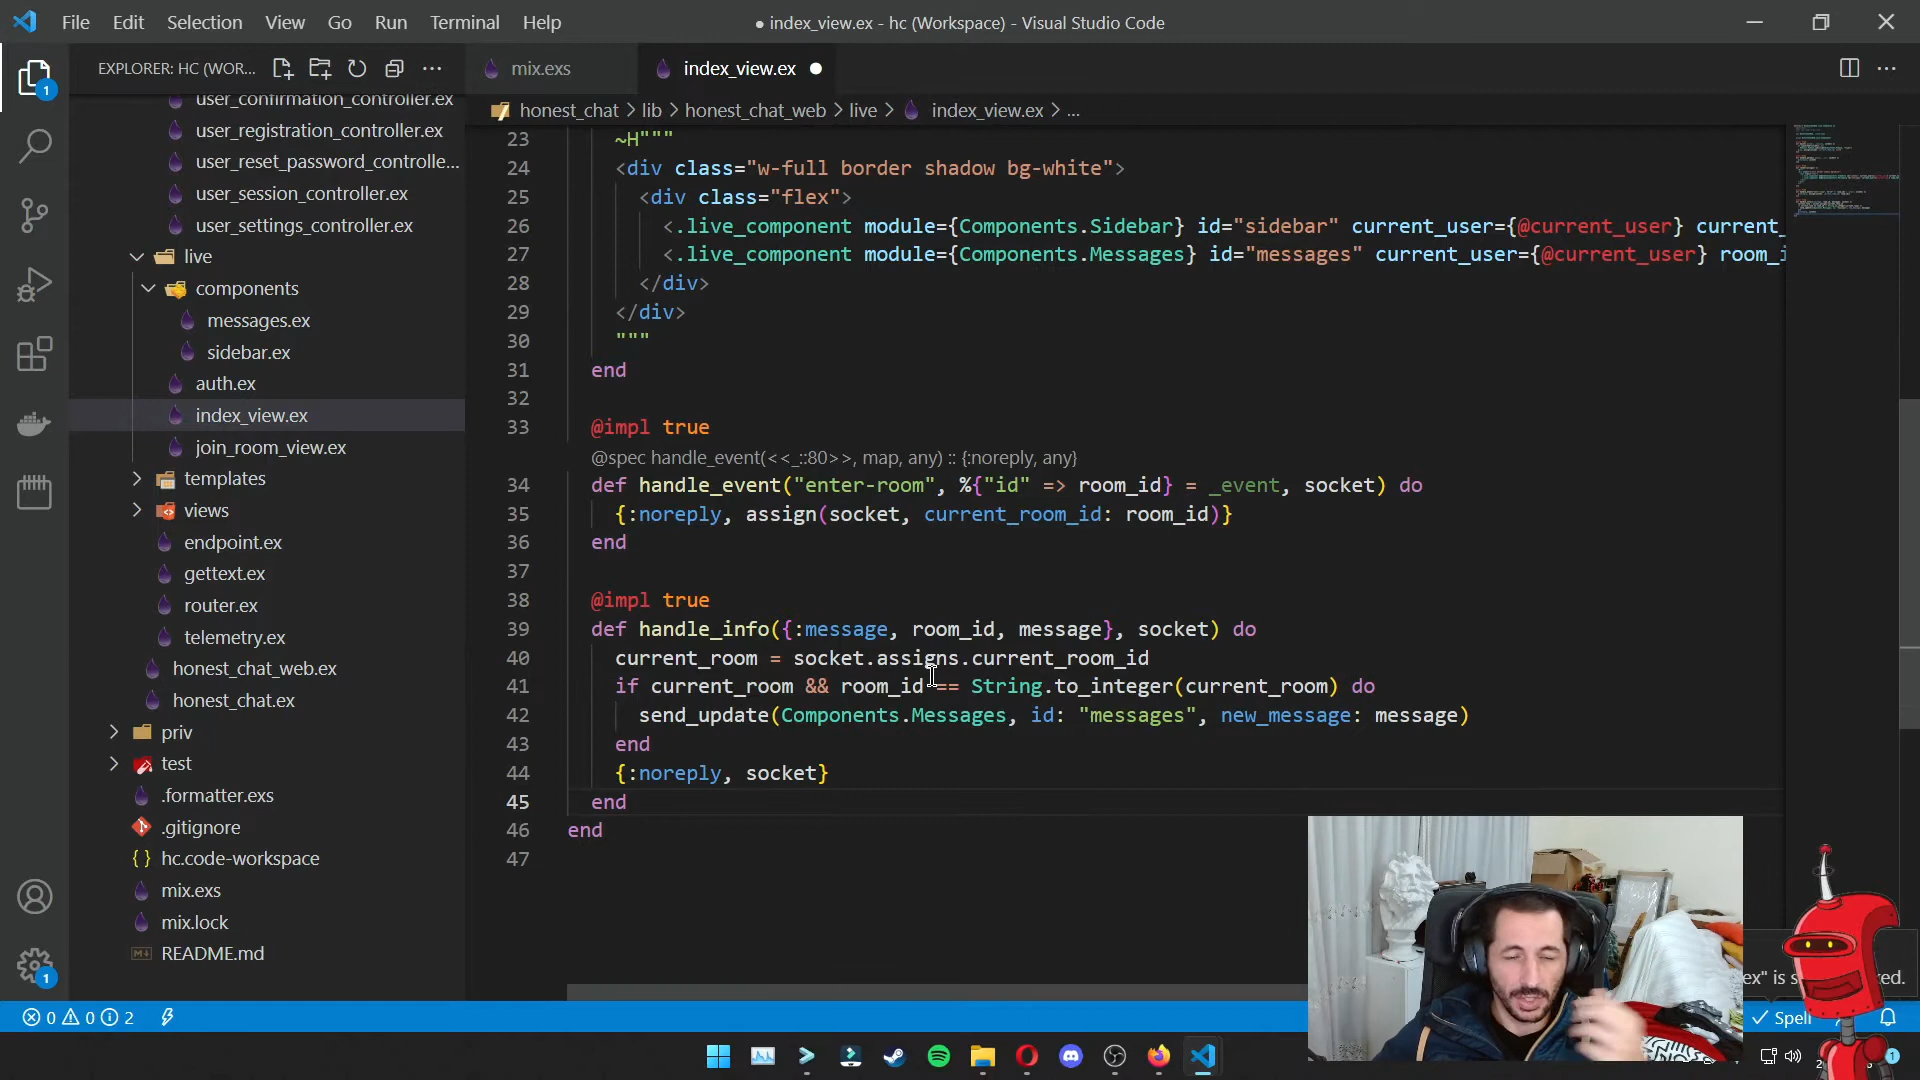 File Edit Selection View Go Run Terminal Help
● index_view.ex - hc (Workspace) - Visual Studio Code
EXPLORER: HC (WOR...
mix.exs
index_view.ex
honest_chat > lib > honest_chat_web > live > index_view.ex > ...
1
user_confirmation_controller.ex
user_registration_controller.ex
user_reset_password_controlle...
user_session_controller.ex
user_settings_controller.ex
live
components
messages.ex
sidebar.ex
auth.ex
index_view.ex
join_room_view.ex
templates
views
endpoint.ex
gettext.ex
router.ex
telemetry.ex
honest_chat_web.ex
honest_chat.ex
priv
test
.formatter.exs
.gitignore
{ } hc.code-workspace
mix.exs
mix.lock
README.md
1
23 ~H"""
24 <div class="w-full border shadow bg-white">
25 <div class="flex">
26 <.live_component module={Components.Sidebar} id="sidebar" current_user={@current_user} current_
27 <.live_component module={Components.Messages} id="messages" current_user={@current_user} room_i
28 </div>
29 </div>
30 """
31 end
32
33 @impl true
@spec handle_event(<<_::80>>, map, any) :: {:noreply, any}
34 def handle_event("enter-room", %{"id" => room_id} = _event, socket) do
35 {:noreply, assign(socket, current_room_id: room_id)}
36 end
37
38 @impl true
39 def handle_info({:message, room_id, message}, socket) do
40 current_room = socket.assigns.current_room_id
41 if current_room && room_id == String.to_integer(current_room) do
42 send_update(Components.Messages, id: "messages", new_message: message)
43 end
44 {:noreply, socket}
45 end
46 end
47
0 0 2
Spell
1